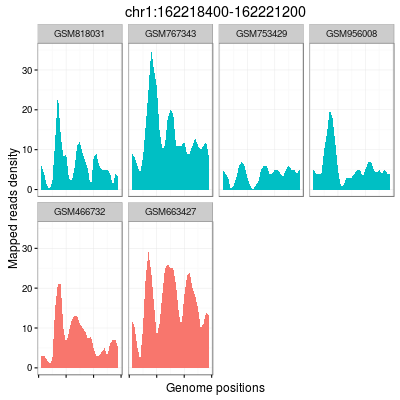 chr1:162218400-162221200
GSM818031 GSM767343 GSM753429 GSM956008
30
20
10
0
GSM466732 GSM663427
30
20
10
0
Mapped reads density
Genome positions